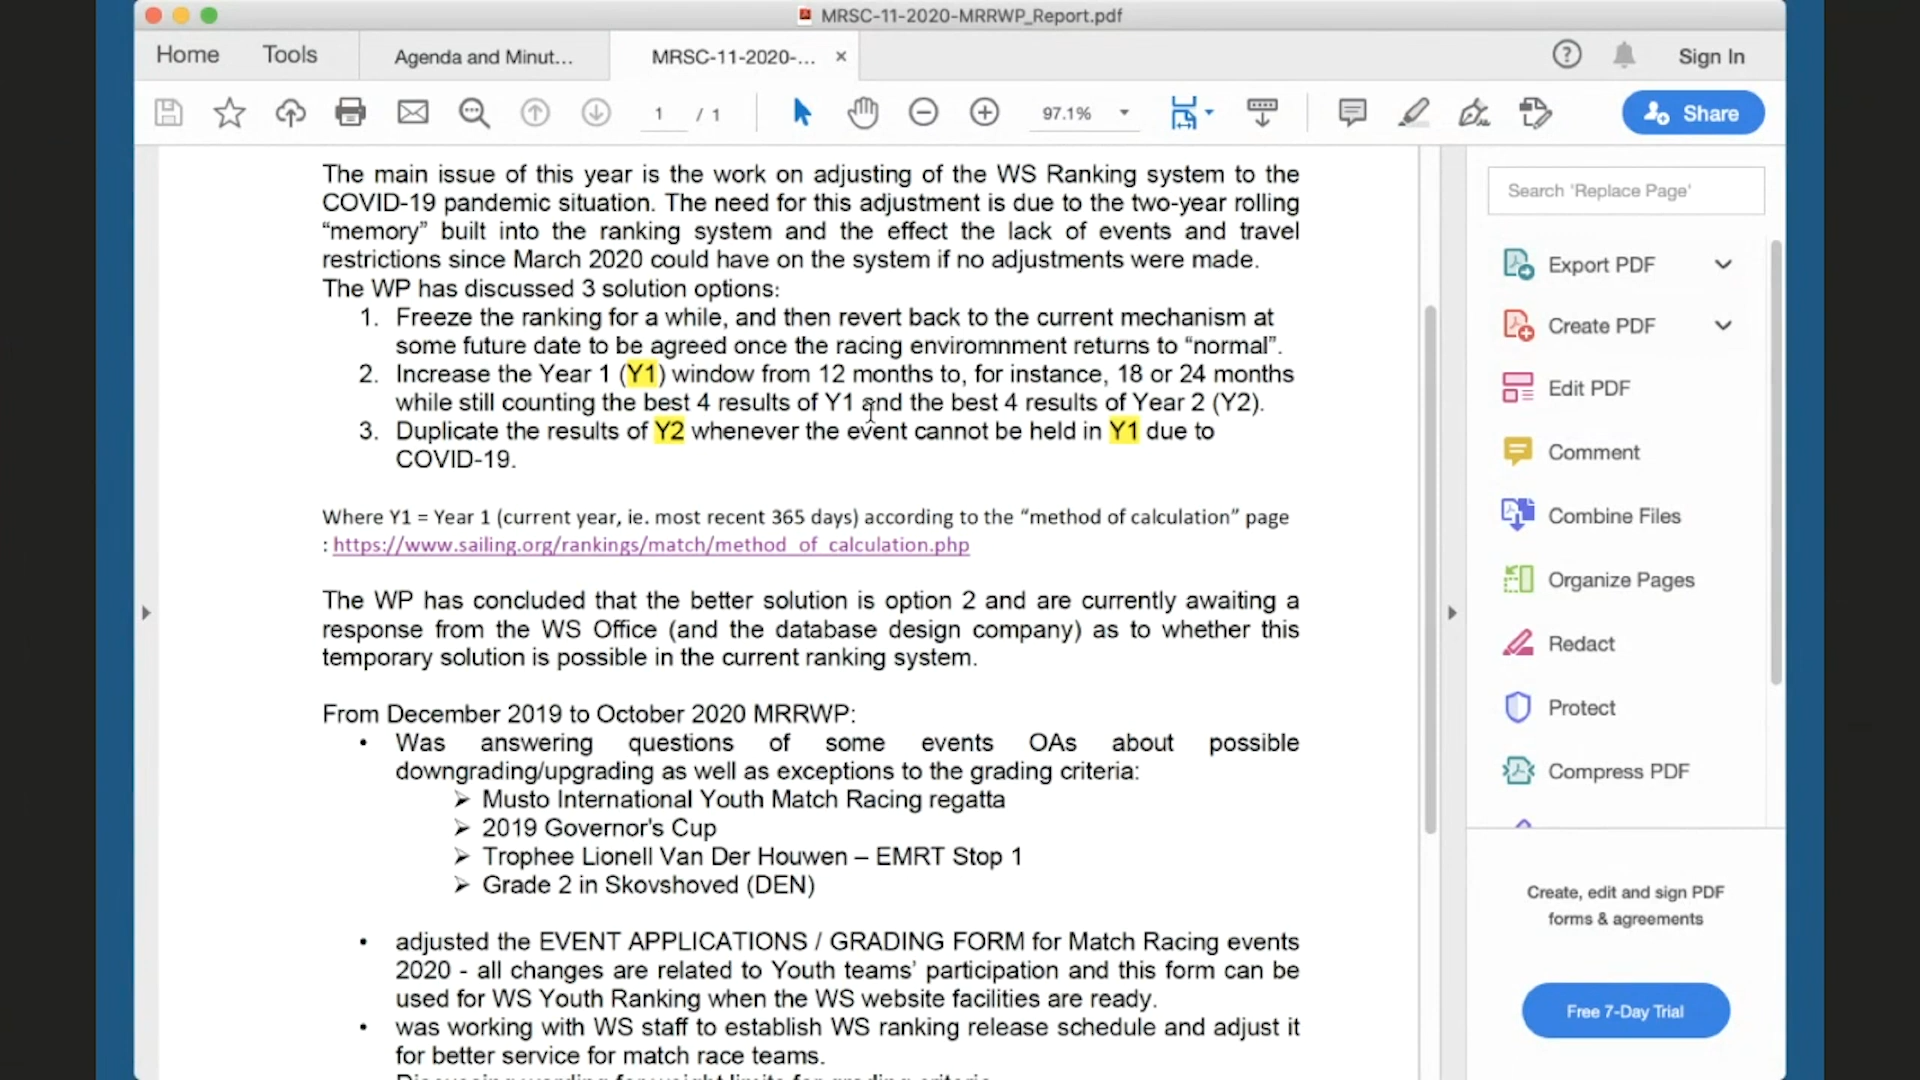 MRSC-11-2020-MRRWP_Report.pdf
Home
Tools
Agenda and Minut...
MRSC-11-2020-...
Sign In
1 / 1
97.1%
Share
The main issue of this year is the work on adjusting of the WS Ranking system to the
COVID-19 pandemic situation. The need for this adjustment is due to the two-year rolling
“memory” built into the ranking system and the effect the lack of events and travel
restrictions since March 2020 could have on the system if no adjustments were made.
The WP has discussed 3 solution options:
1. Freeze the ranking for a while, and then revert back to the current mechanism at
some future date to be agreed once the racing enviromnment returns to “normal”.
2. Increase the Year 1 (Y1) window from 12 months to, for instance, 18 or 24 months
while still counting the best 4 results of Y1 and the best 4 results of Year 2 (Y2).
3. Duplicate the results of Y2 whenever the event cannot be held in Y1 due to
COVID-19.
Where Y1 = Year 1 (current year, ie. most recent 365 days) according to the “method of calculation” page
: https://www.sailing.org/rankings/match/method_of_calculation.php
The WP has concluded that the better solution is option 2 and are currently awaiting a
response from the WS Office (and the database design company) as to whether this
temporary solution is possible in the current ranking system.
From December 2019 to October 2020 MRRWP:
• Was answering questions of some events OAs about possible
downgrading/upgrading as well as exceptions to the grading criteria:
➢ Musto International Youth Match Racing regatta
➢ 2019 Governor's Cup
➢ Trophee Lionell Van Der Houwen – EMRT Stop 1
➢ Grade 2 in Skovshoved (DEN)
• adjusted the EVENT APPLICATIONS / GRADING FORM for Match Racing events
2020 - all changes are related to Youth teams’ participation and this form can be
used for WS Youth Ranking when the WS website facilities are ready.
• was working with WS staff to establish WS ranking release schedule and adjust it
for better service for match race teams.
Search 'Replace Page'
Export PDF
Create PDF
Edit PDF
Comment
Combine Files
Organize Pages
Redact
Protect
Compress PDF
Create, edit and sign PDF
forms & agreements
Free 7-Day Trial